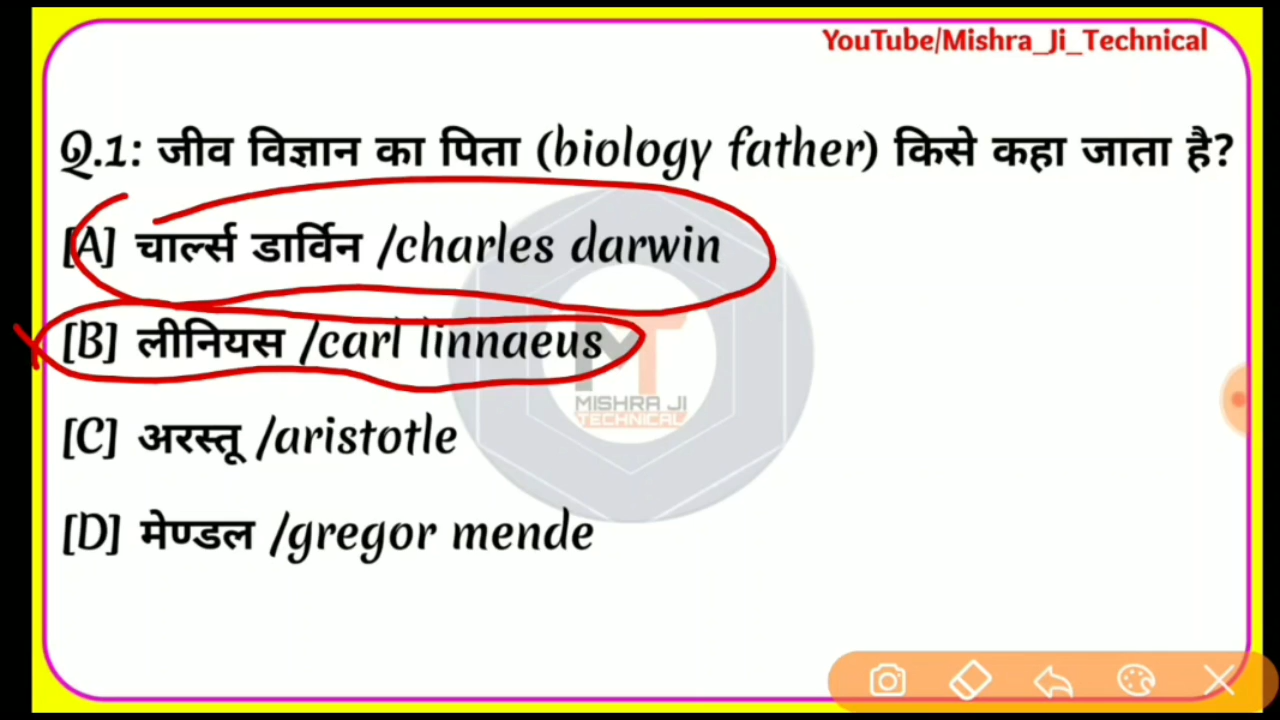 YouTube/Mishra_Ji_Technical
Q.1: जीव विज्ञान का पिता (biology father) किसे कहा जाता है?
[A] चार्ल्स डार्विन /charles darwin
[B] लीनियस /carl linnaeus
MT
MISHRA JI
TECHNICAL
[C] अरस्तू /aristotle
[D] मेण्डल /gregor mende